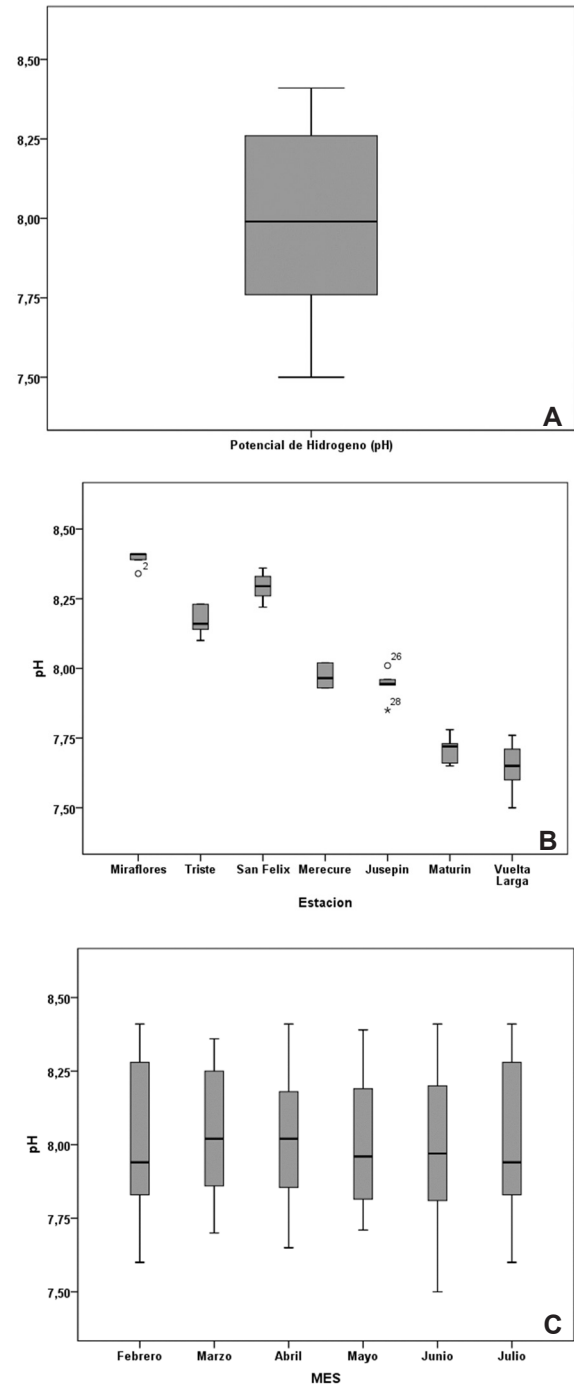 8,50
8,25
8,00
7,75
7,50
A
Potencial de Hidrogeno (pH)
8,50
8,25
8,00
7,75
7,50
pH
2
26
28
B
Miraflores Triste San Felix Merecure Jusepin Maturin Vuelta
Larga
Estacion
8,50
8,25
8,00
7,75
7,50
pH
C
Febrero Marzo Abril Mayo Junio Julio
MES